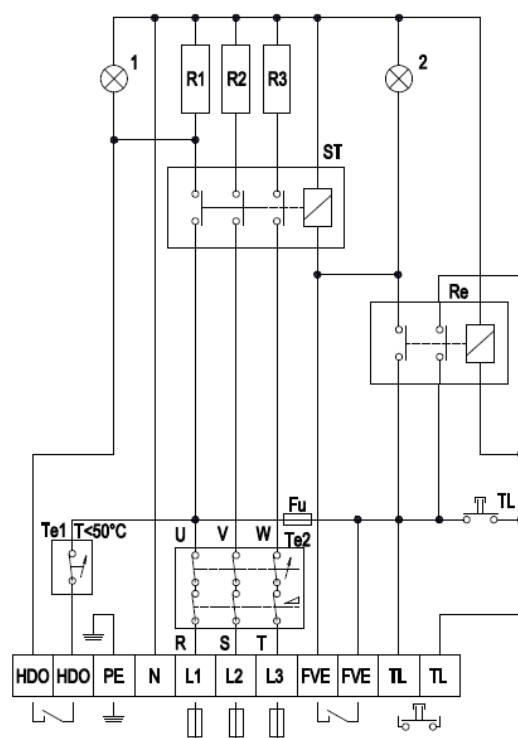 1
R1 R2 R3
2
ST
Re
Fu
TL
Te1 T<50°C
U V W
Te2
R S T
HDO HDO PE N L1 L2 L3 FVE FVE TL TL